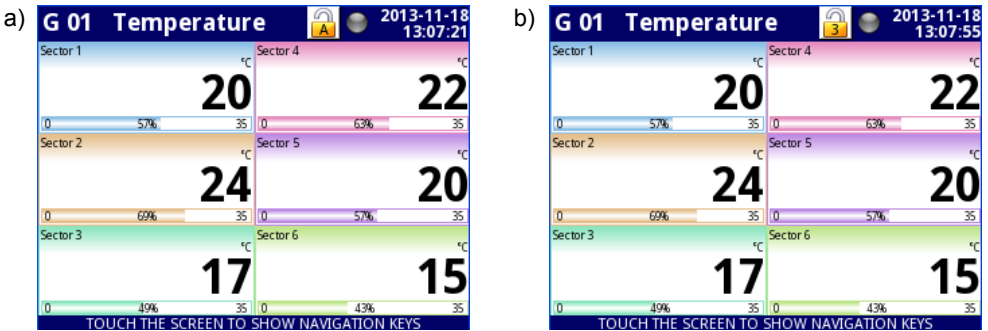 a)
G 01 Temperature
A
2013-11-18
13:07:21
Sector 1
°C
20
0 57% 35
Sector 4
°C
22
0 63% 35
Sector 2
°C
24
0 69% 35
Sector 5
°C
20
0 57% 35
Sector 3
°C
17
0 49% 35
Sector 6
°C
15
0 43% 35
TOUCH THE SCREEN TO SHOW NAVIGATION KEYS
b)
G 01 Temperature
3
2013-11-18
13:07:55
Sector 1
°C
20
0 57% 35
Sector 4
°C
22
0 63% 35
Sector 2
°C
24
0 69% 35
Sector 5
°C
20
0 57% 35
Sector 3
°C
17
0 49% 35
Sector 6
°C
15
0 43% 35
TOUCH THE SCREEN TO SHOW NAVIGATION KEYS